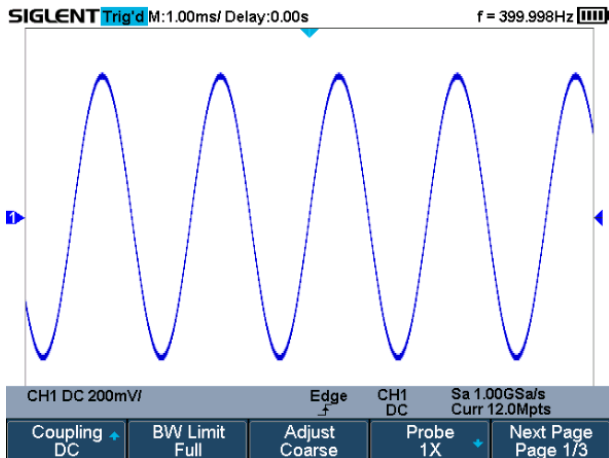 SIGLENT Trig'd M:1.00ms/ Delay:0.00s f = 399.998Hz
1
CH1 DC 200mV/ Edge CH1 Sa 1.00GSa/s
DC Curr 12.0Mpts
Coupling BW Limit Adjust Probe Next Page
DC Full Coarse 1X Page 1/3